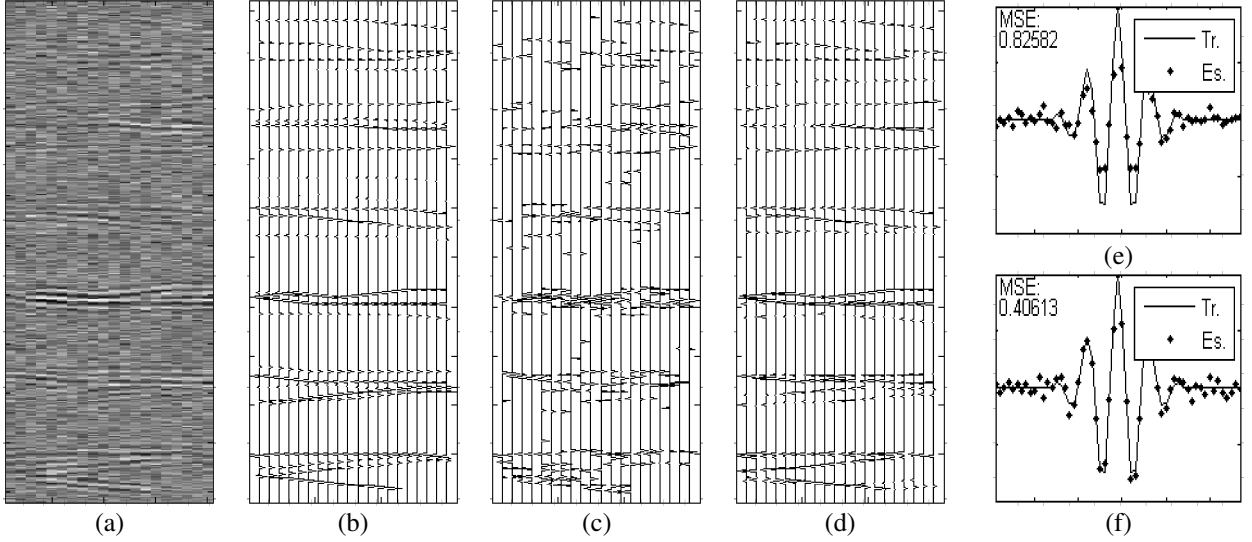 MSE:
0.82582
Tr.
Es.
(e)
MSE:
0.40613
Tr.
Es.
(a)
(b)
(c)
(d)
(f)